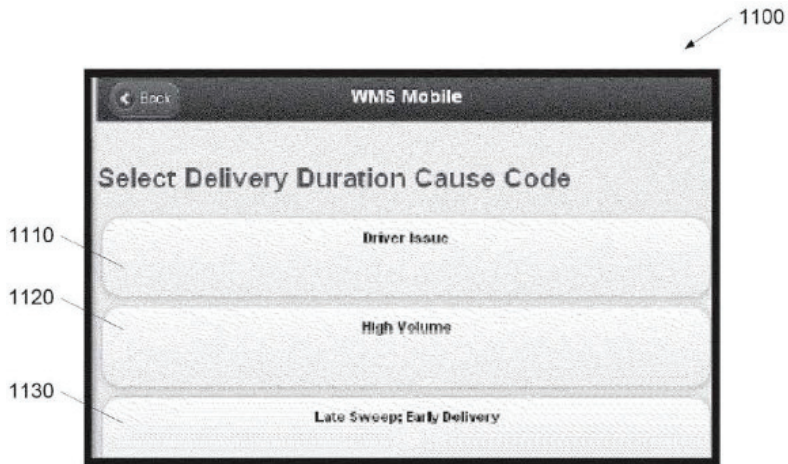 1100
Back
WMS Mobile
Select Delivery Duration Cause Code
1110
Driver Issue
1120
High Volume
1130
Late Sweep; Early Delivery